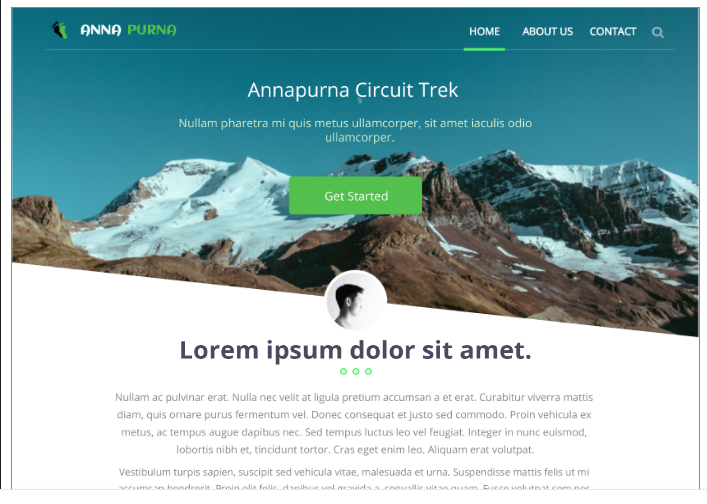 ANNA PURNA
HOME ABOUT US CONTACT
Annapurna Circuit Trek
Nullam pharetra mi quis metus ullamcorper, sit amet iaculis odio
ullamcorper.
Get Started
Lorem ipsum dolor sit amet.
Nullam ac pulvinar erat. Nulla nec velit at ligula pretium accumsan a et erat. Curabitur viverra mattis
diam, quis ornare purus fermentum vel. Donec consequat et justo sed commodo. Proin vehicula ex
metus, ac tempus augue dapibus nec. Sed tempus luctus leo vel feugiat. Integer in nunc euismod,
lobortis nibh et, tincidunt tortor. Cras eget enim leo. Aliquam erat volutpat.
Vestibulum turpis sapien, suscipit sed vehicula vitae, malesuada et urna. Suspendisse mattis felis ut mi